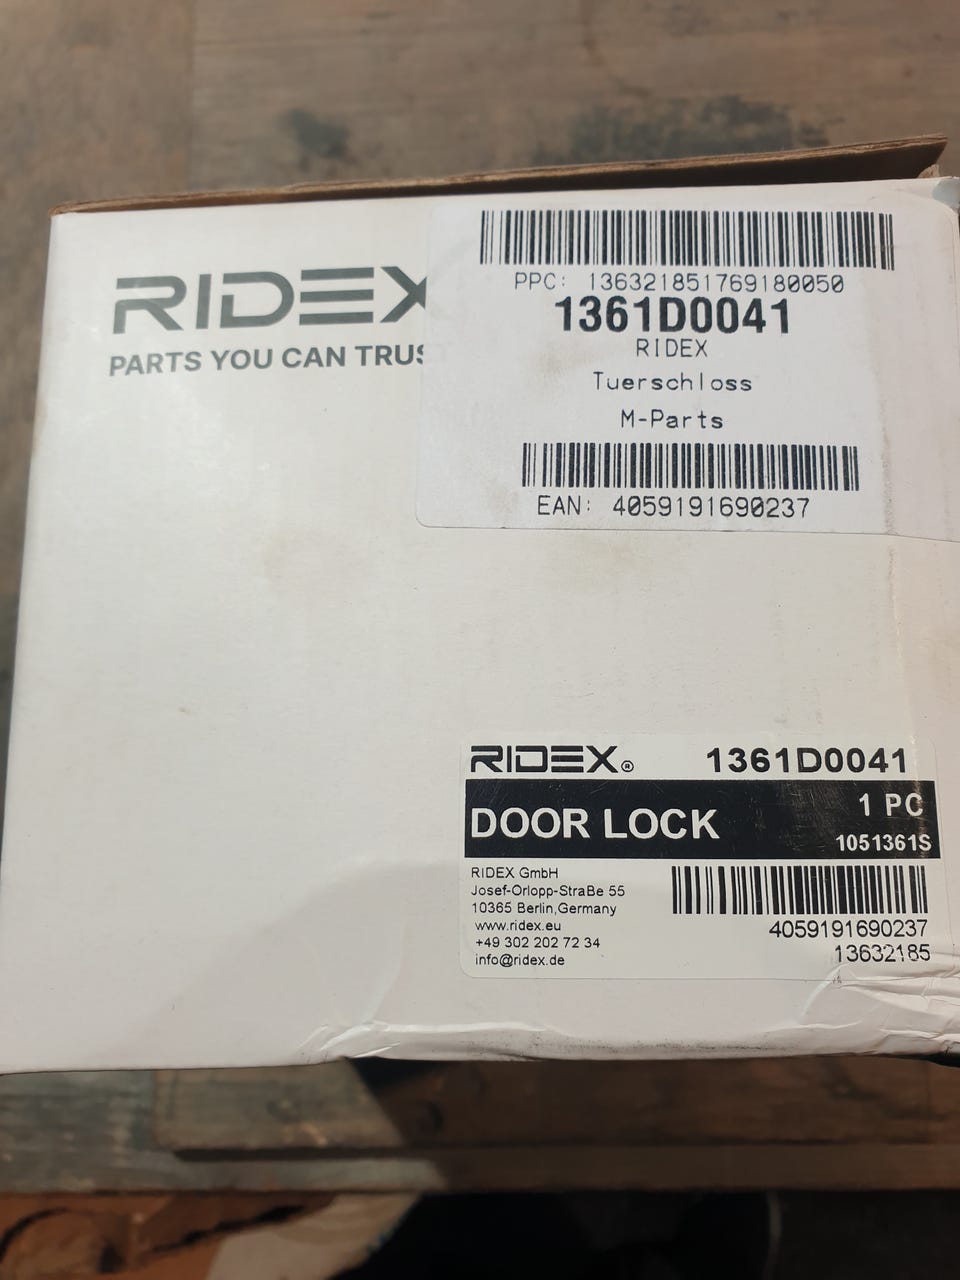 RIDEX
PARTS YOU CAN TRUS
PPC: 136321851769180050
1361D0041
RIDEX
Tuerschloss
M-Parts
EAN: 4059191690237
RIDEX® 1361D0041
DOOR LOCK 1 PC
1051361S
RIDEX GmbH
Josef-Orlopp-StraBe 55
10365 Berlin,Germany
www.ridex.eu
+49 302 202 72 34
info@ridex.de
4059191690237
13632185